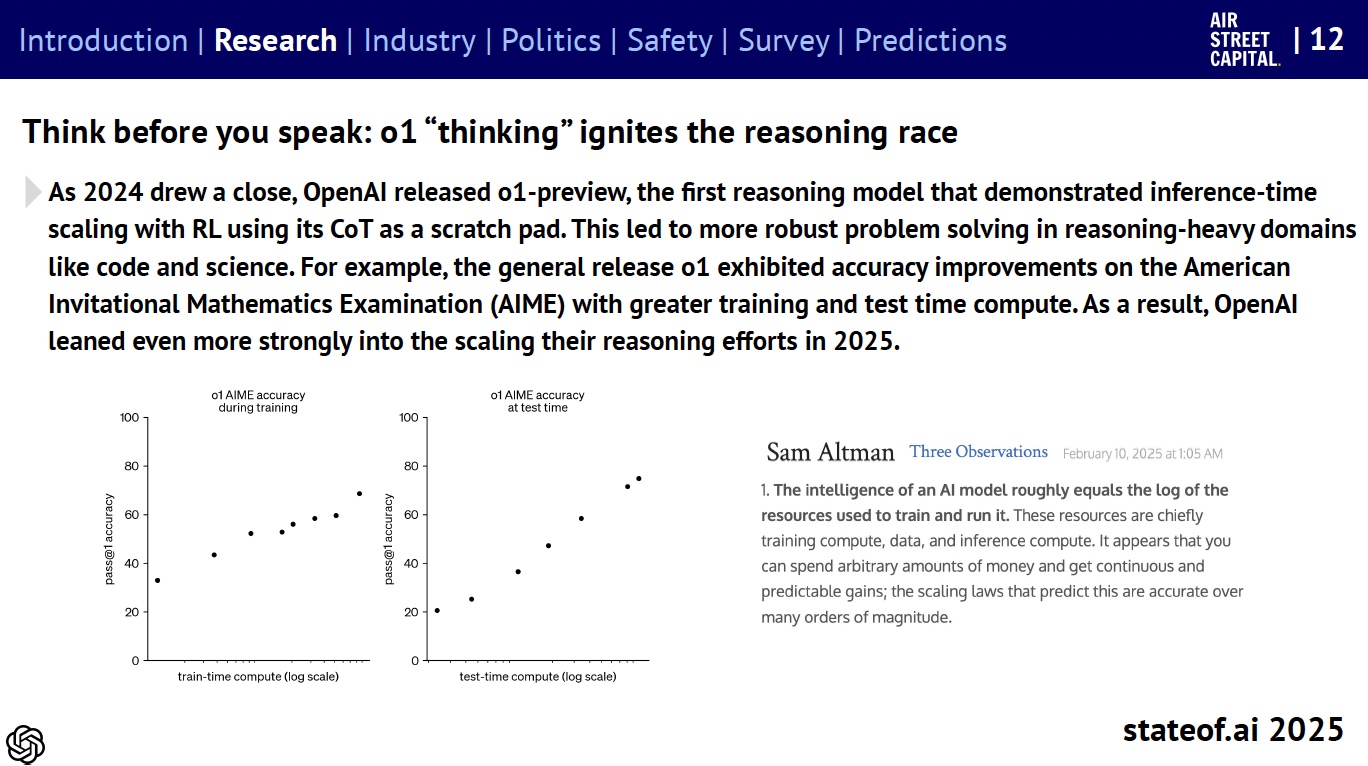 Introduction | Research | Industry | Politics | Safety | Survey | Predictions
AIR
STREET
CAPITAL.
| 12
Think before you speak: o1 “thinking” ignites the reasoning race
As 2024 drew a close, OpenAI released o1-preview, the first reasoning model that demonstrated inference-time
scaling with RL using its CoT as a scratch pad. This led to more robust problem solving in reasoning-heavy domains
like code and science. For example, the general release o1 exhibited accuracy improvements on the American
Invitational Mathematics Examination (AIME) with greater training and test time compute. As a result, OpenAI
leaned even more strongly into the scaling their reasoning efforts in 2025.
o1 AIME accuracy
during training
100
80
60
40
20
0
pass@1 accuracy
train-time compute (log scale)
o1 AIME accuracy
at test time
100
80
60
40
20
0
pass@1 accuracy
test-time compute (log scale)
Sam Altman Three Observations February 10, 2025 at 1:05 AM
1. The intelligence of an AI model roughly equals the log of the
resources used to train and run it. These resources are chiefly
training compute, data, and inference compute. It appears that you
can spend arbitrary amounts of money and get continuous and
predictable gains; the scaling laws that predict this are accurate over
many orders of magnitude.
stateof.ai 2025